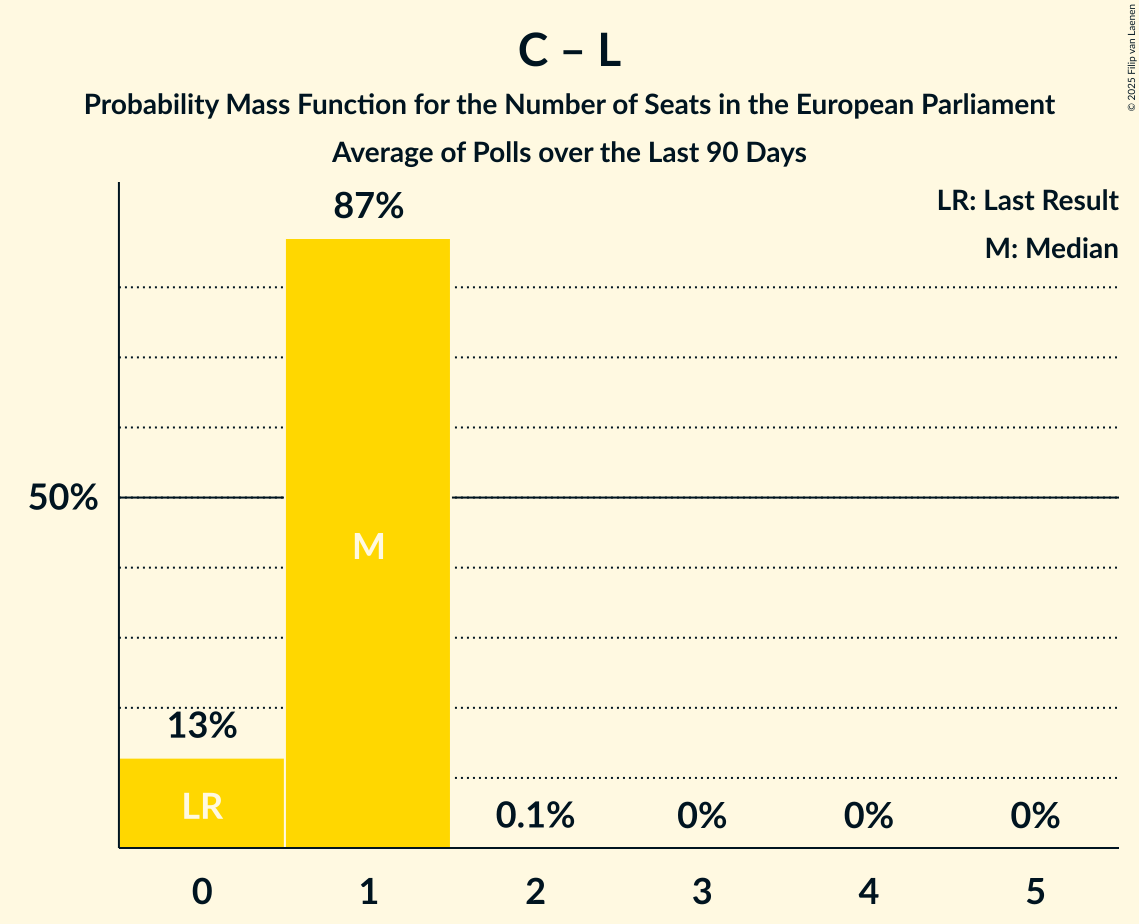 C – L
Probability Mass Function for the Number of Seats in the European Parliament
Average of Polls over the Last 90 Days
© 2025 Filip van Laenen
LR: Last Result
M: Median
87%
50%
M
13%
LR
0.1%
0%
0%
0%
0 1 2 3 4 5